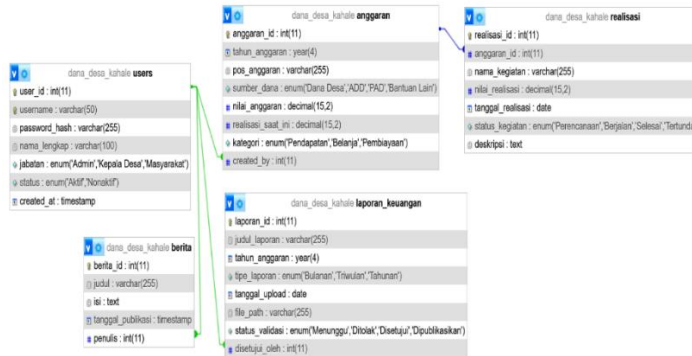 dana_desa_kahale users
user_id : int(11)
username : varchar(50)
password_hash : varchar(255)
nama_lengkap : varchar(100)
jabatan : enum('Admin','Kepala Desa','Masyarakat')
status : enum('Aktif','Nonaktif')
created_at : timestamp
dana_desa_kahale anggaran
anggaran_id : int(11)
tahun_anggaran : year(4)
pos_anggaran : varchar(255)
sumber_dana : enum('Dana Desa','ADD','PAD','Bantuan Lain')
nilai_anggaran : decimal(15,2)
realisasi_saat_ini : decimal(15,2)
kategori : enum('Pendapatan','Belanja','Pembiayaan')
created_by : int(11)
dana_desa_kahale realisasi
realisasi_id : int(11)
anggaran_id : int(11)
nama_kegiatan : varchar(255)
nilai_realisasi : decimal(15,2)
tanggal_realisasi : date
status_kegiatan : enum('Perencanaan','Berjalan','Selesai','Tertunda
deskripsi : text
dana_desa_kahale berita
berita_id : int(11)
judul : varchar(255)
isi : text
tanggal_publikasi : timestamp
penulis : int(11)
dana_desa_kahale laporan_keuangan
laporan_id : int(11)
judul_laporan : varchar(255)
tahun_anggaran : year(4)
tipe_laporan : enum('Bulanan','Triwulan','Tahunan')
tanggal_upload : date
file_path : varchar(255)
status_validasi : enum('Menunggu','Ditolak','Disetujui','Dipublikasikan')
disetujui_oleh : int(11)